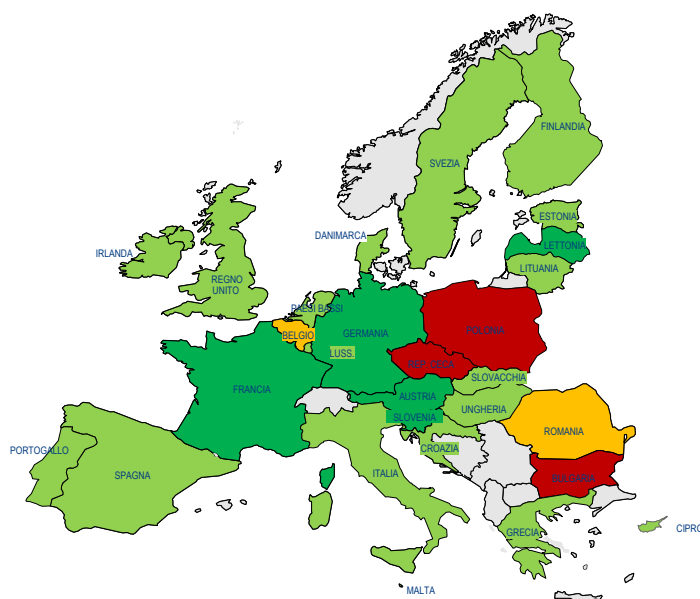 FINLANDIA
SVEZIA
ESTONIA
DANIMARCA
LETTONIA
IRLANDA
LITUANIA
REGNO
UNITO
PAESI BASSI
POLONIA
BELGIO
GERMANIA
LUSS.
REP. CECA
SLOVACCHIA
FRANCIA
AUSTRIA
UNGHERIA
SLOVENIA
ROMANIA
CROAZIA
PORTOGALLO
SPAGNA
ITALIA
BULGARIA
GRECIA
CIPRO
MALTA